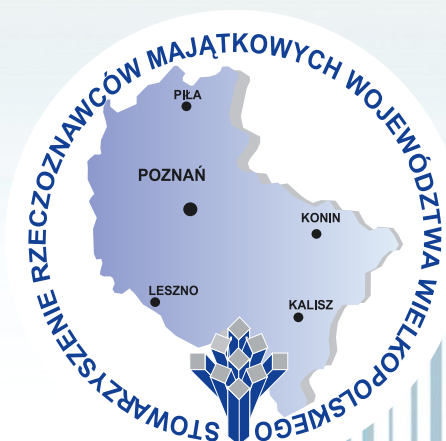 STOWARZYSZENIE RZECZOZNAWCÓW MAJĄTKOWYCH WOJEWÓDZTWA WIELKOPOLSKIEGO
PIŁA
POZNAŃ
KONIN
LESZNO
KALISZ